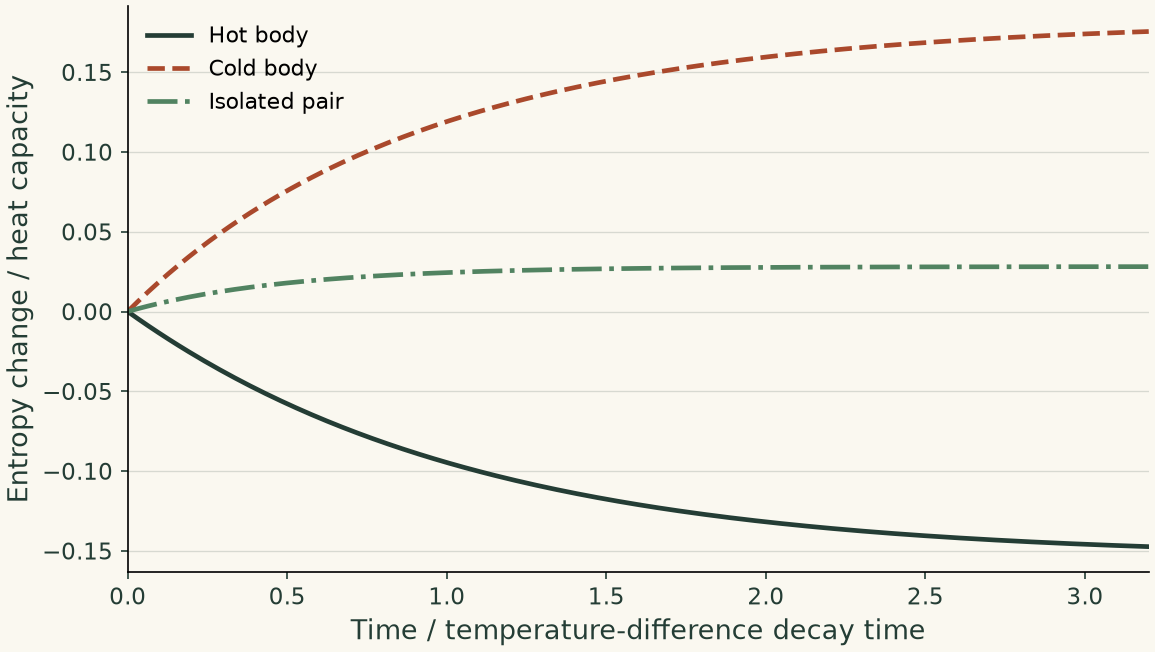 Hot body
Cold body
Isolated pair
Entropy change / heat capacity
0.15
0.10
0.05
0.00
−0.05
−0.10
−0.15
0.0 0.5 1.0 1.5 2.0 2.5 3.0
Time / temperature-difference decay time